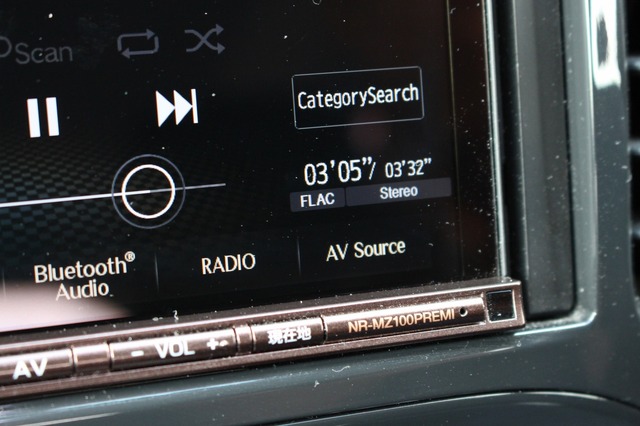 Scan
CategorySearch
03'05"/ 03'32"
FLAC Stereo
Bluetooth®
Audio
RADIO
AV Source
AV - VOL + 現在地 NR-MZ100PREMI